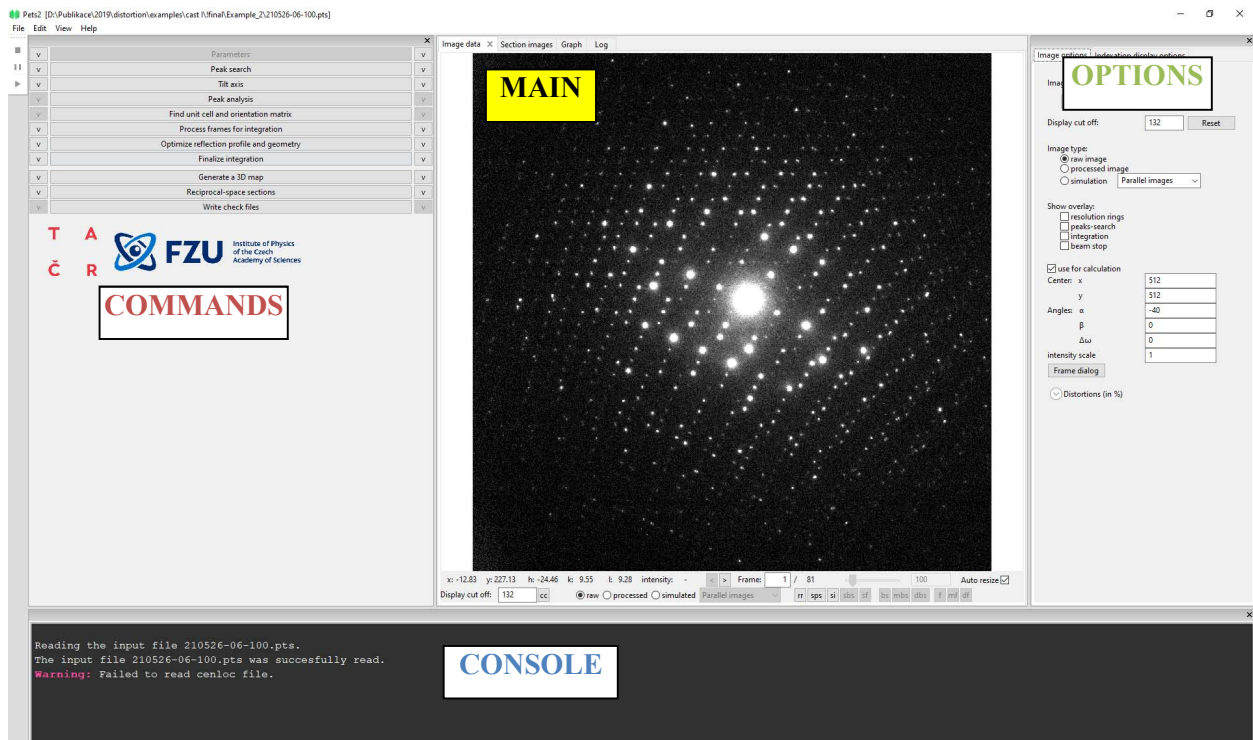 Pets2 [D:\Publikace\2019\distortion\examples\cast I\!final\Example_2\210526-06-100.pts]
File Edit View Help
v Parameters v
v Peak search v
v Tilt axis v
v Peak analysis v
v Find unit cell and orientation matrix v
v Process frames for integration v
v Optimize reflection profile and geometry v
v Finalize integration v
v Generate a 3D map v
v Reciprocal-space sections v
v Write check files v
T A
Č R
FZU
Institute of Physics
of the Czech
Academy of Sciences
COMMANDS
Image data X Section images Graph Log
MAIN
x: -12.83 y: 227.13 h: -24.46 k: 9.55 l: 9.28 intensity: - < > Frame: 1 / 81 100 Auto resize
Display cut off: 132 cc raw processed simulated Parallel images rr sps si sbs sf bs mbs dbs f mf df
Image options Indexation display options
OPTIONS
Display cut off: 132 Reset
Image type:
raw image
processed image
simulation Parallel images
Show overlay:
resolution rings
peaks-search
integration
beam stop
use for calculation
Center: x 512
y 512
Angles: α -40
β 0
Δω 0
intensity scale 1
Frame dialog
Distortions (in %)
Reading the input file 210526-06-100.pts.
The input file 210526-06-100.pts was succesfully read.
Warning: Failed to read cenloc file.
CONSOLE